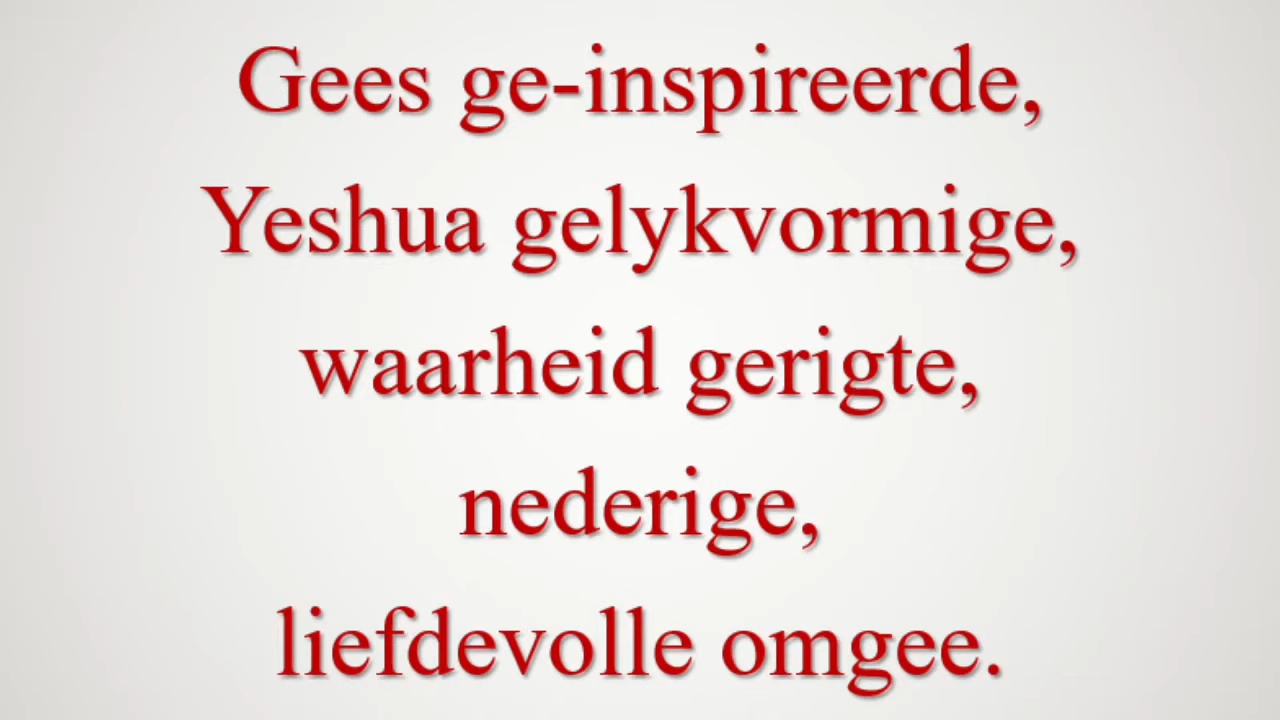 Gees ge-inspireerde,
Yeshua gelykvormige,
waarheid gerigte,
nederige,
liefdevolle omgee.